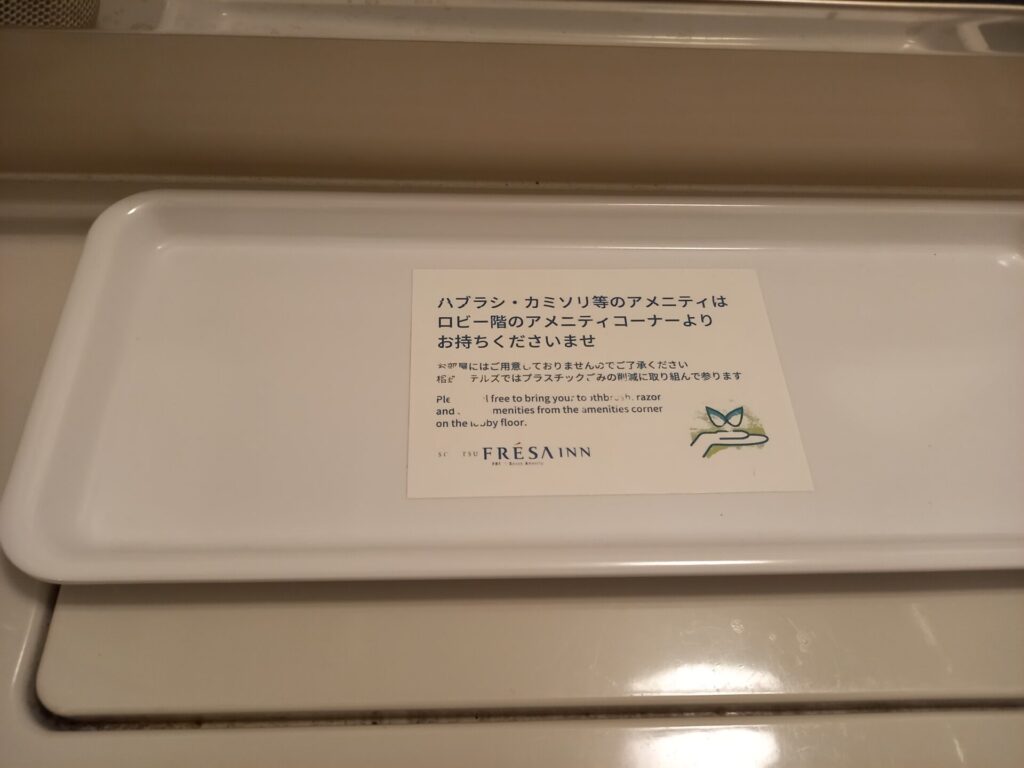 ハブラシ・カミソリ等のアメニティは
ロビー階のアメニティコーナーより
お持ちくださいませ
にはご用意しておりませんのでご了承ください
テルズではプラスチックごみの削減に取り組んで参ります
free to bring your razor
and menities from the amenities corner
on the floor.
FRÉSA INN